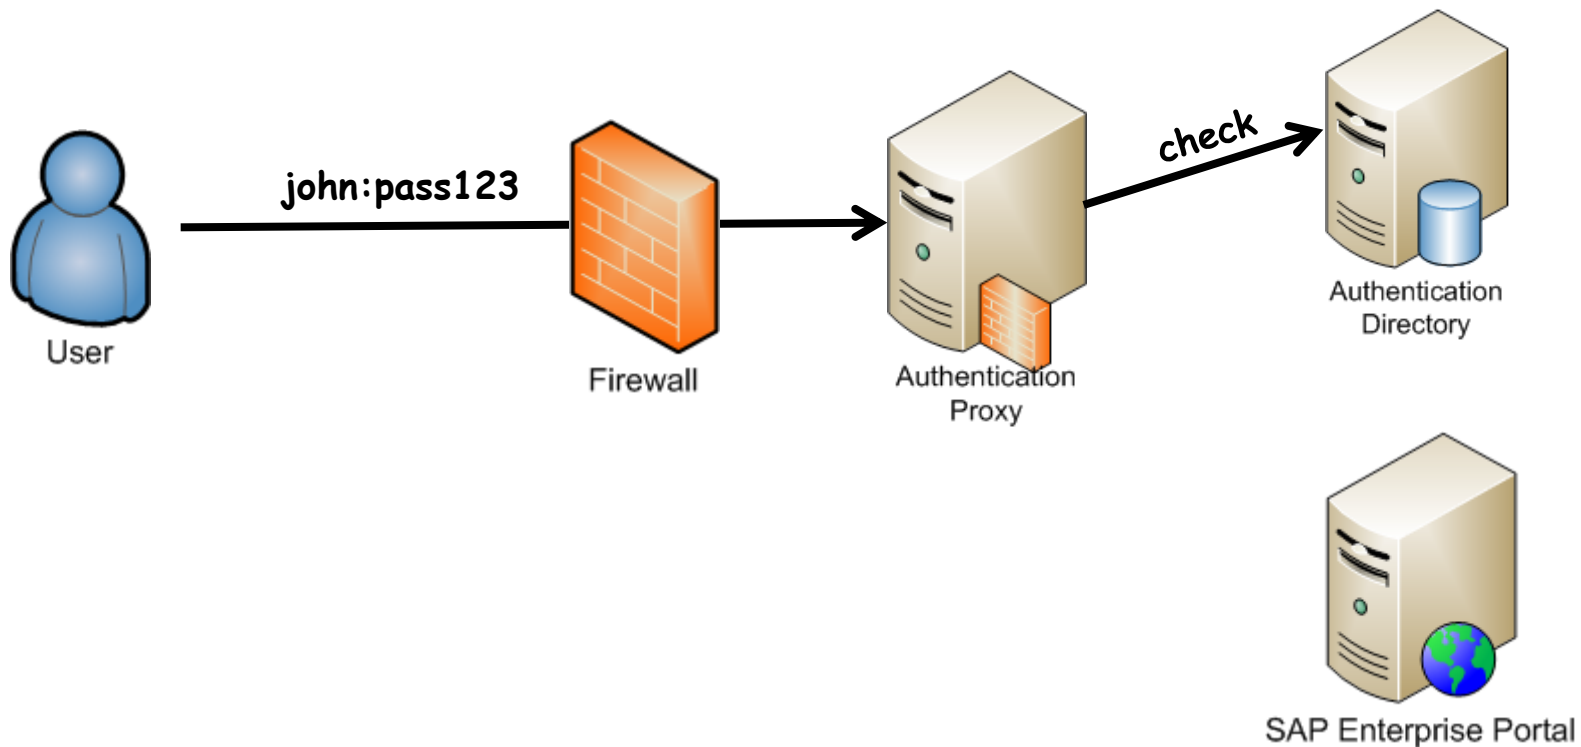 john:pass123
check
User
Firewall
Authentication
Proxy
Authentication
Directory
SAP Enterprise Portal